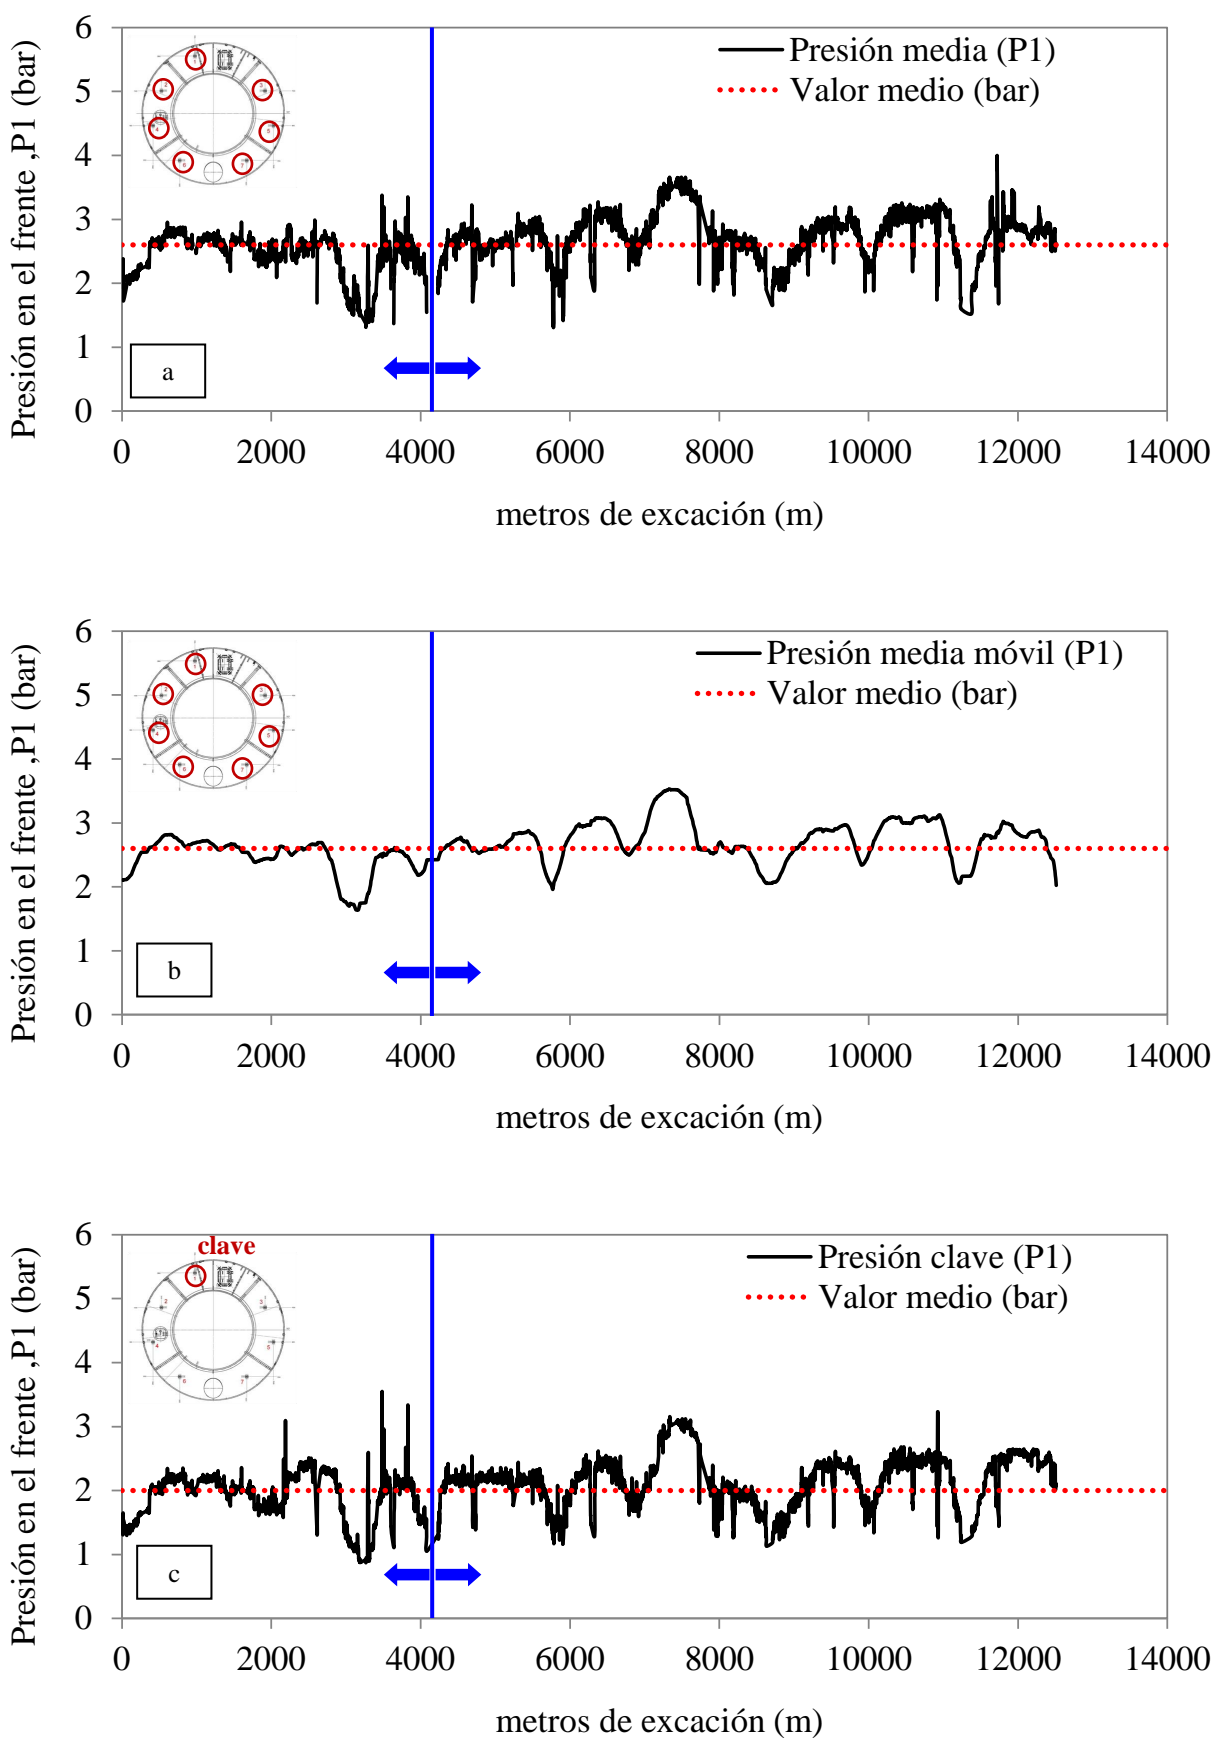 Presión en el frente ,P1 (bar)
6
5
4
3
2
1
0
Presión media (P1)
Valor medio (bar)
a
0 2000 4000 6000 8000 10000 12000 14000
metros de excación (m)
Presión en el frente ,P1 (bar)
6
5
4
3
2
1
0
Presión media móvil (P1)
Valor medio (bar)
b
0 2000 4000 6000 8000 10000 12000 14000
metros de excación (m)
Presión en el frente ,P1 (bar)
6
5
4
3
2
1
0
clave
Presión clave (P1)
Valor medio (bar)
c
0 2000 4000 6000 8000 10000 12000 14000
metros de excación (m)